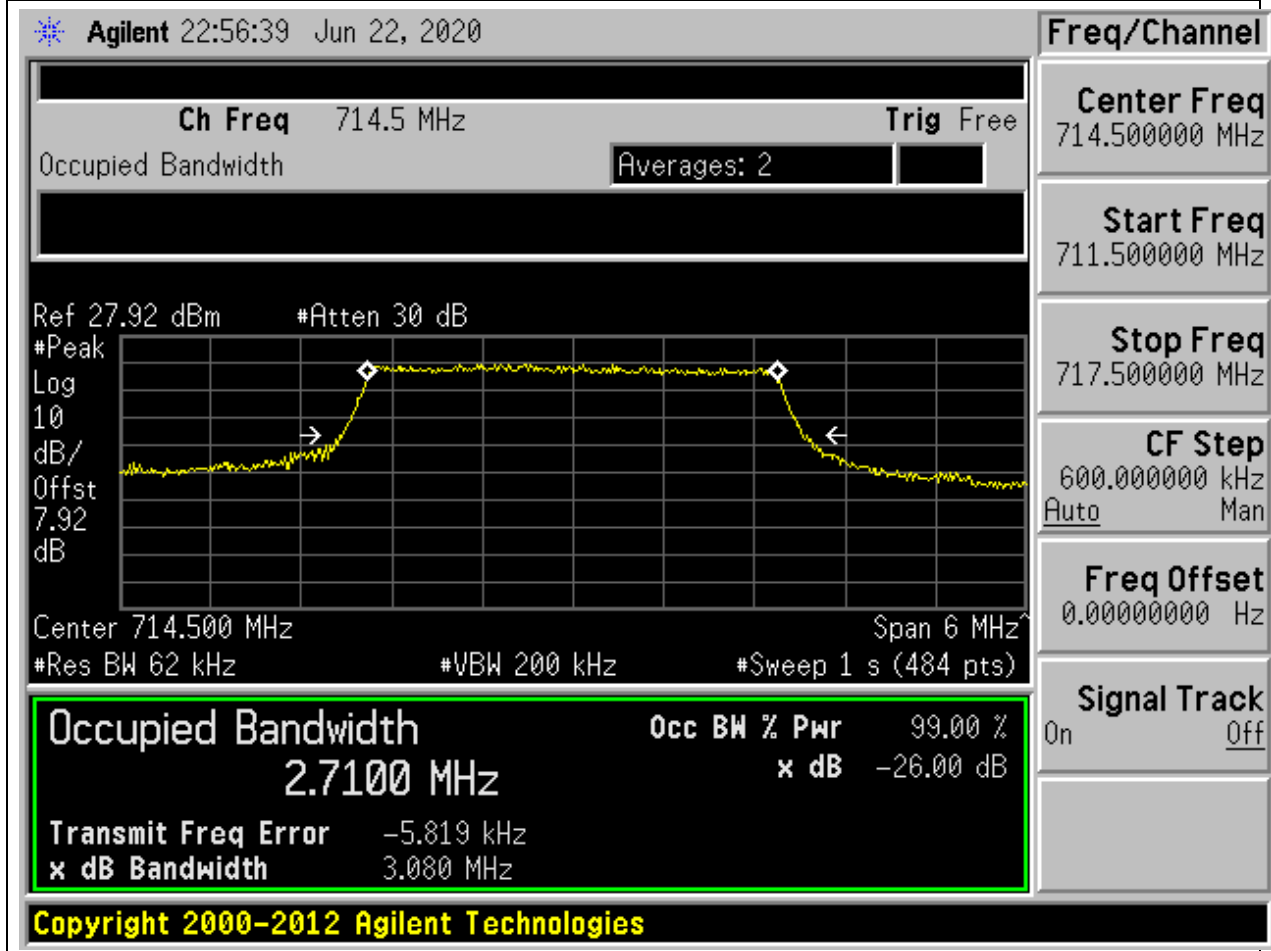 Agilent 22:56:39 Jun 22, 2020
Freq/Channel
Ch Freq 714.5 MHz Trig Free
Occupied Bandwidth Averages: 2
Ref 27.92 dBm #Atten 30 dB
#Peak
Log
10
dB/
Offst
7.92
dB
Center 714.500 MHz Span 6 MHz^
#Res BW 62 kHz #VBW 200 kHz #Sweep 1 s (484 pts)
Occupied Bandwidth Occ BW % Pwr 99.00 %
2.7100 MHz x dB -26.00 dB
Transmit Freq Error -5.819 kHz
x dB Bandwidth 3.080 MHz
Center Freq
714.500000 MHz
Start Freq
711.500000 MHz
Stop Freq
717.500000 MHz
CF Step
600.000000 kHz
Auto Man
Freq Offset
0.00000000 Hz
Signal Track
On Off
Copyright 2000-2012 Agilent Technologies